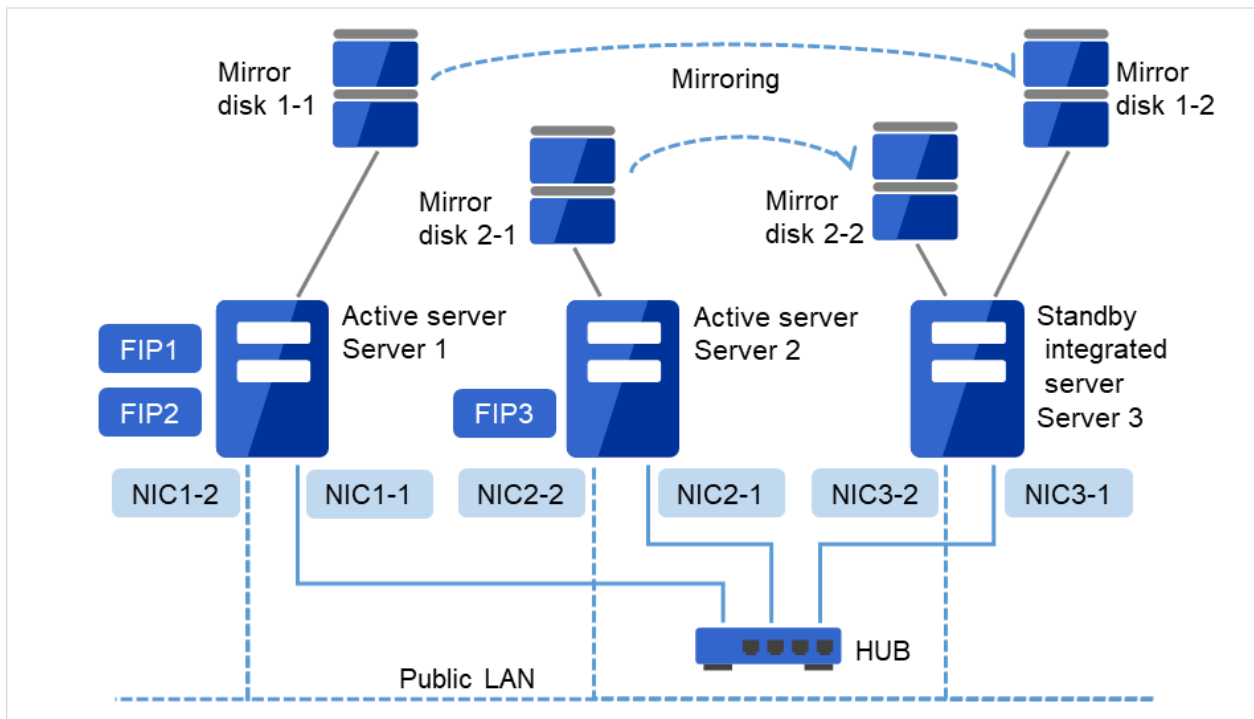 Mirror
disk 1-1
Mirroring
Mirror
disk 1-2
Mirror
disk 2-1
Mirror
disk 2-2
Active server
Server 1
Active server
Server 2
Standby
integrated
server
Server 3
FIP1
FIP2
FIP3
NIC1-2
NIC1-1
NIC2-2
NIC2-1
NIC3-2
NIC3-1
HUB
Public LAN